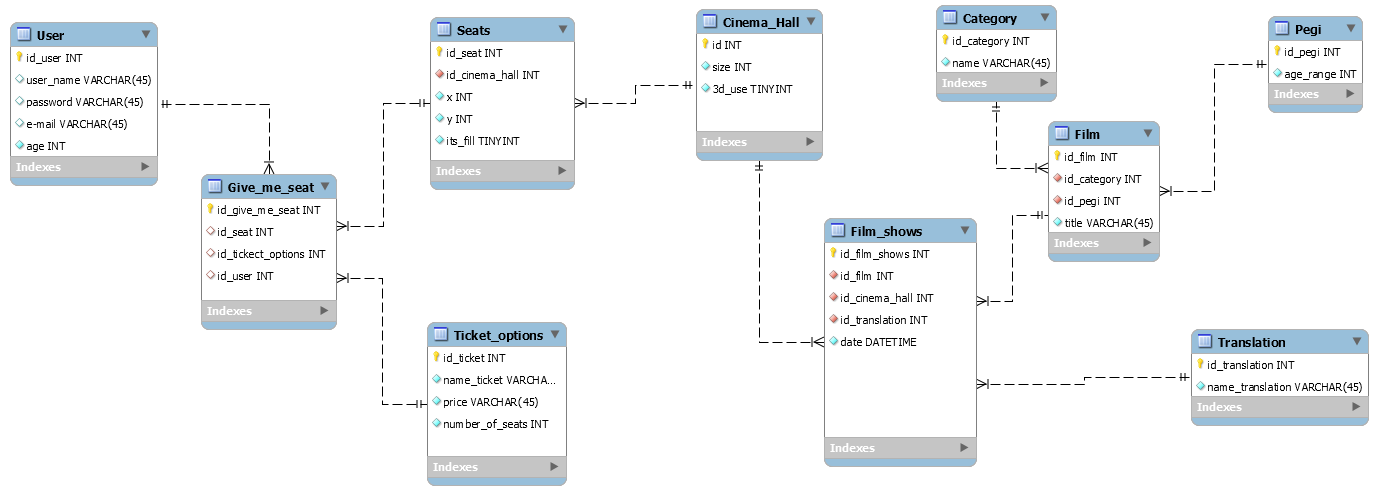 User
id_user INT
user_name VARCHAR(45)
password VARCHAR(45)
e-mail VARCHAR(45)
age INT
Indexes
Give_me_seat
id_give_me_seat INT
id_seat INT
id_tickect_options INT
id_user INT
Indexes
Seats
id_seat INT
id_cinema_hall INT
x INT
y INT
its_fill TINYINT
Indexes
Ticket_options
id_ticket INT
name_ticket VARCHA...
price VARCHAR(45)
number_of_seats INT
Indexes
Cinema_Hall
id INT
size INT
3d_use TINYINT
Indexes
Film_shows
id_film_shows INT
id_film INT
id_cinema_hall INT
id_translation INT
date DATETIME
Indexes
Category
id_category INT
name VARCHAR(45)
Indexes
Film
id_film INT
id_category INT
id_pegi INT
title VARCHAR(45)
Indexes
Pegi
id_pegi INT
age_range INT
Indexes
Translation
id_translation INT
name_translation VARCHAR(45)
Indexes